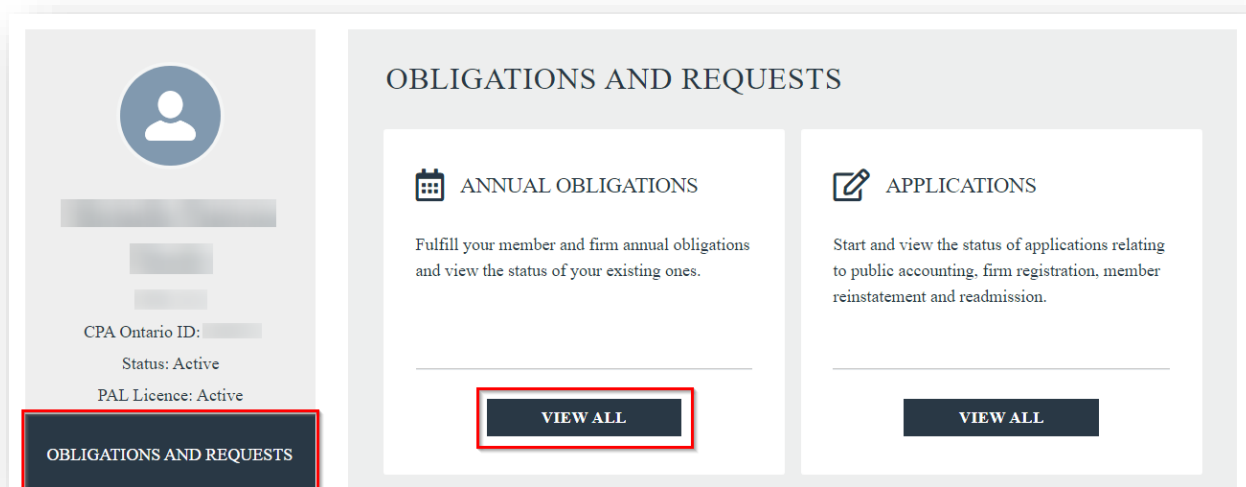 CPA Ontario ID:
Status: Active
PAL Licence: Active
OBLIGATIONS AND REQUESTS
OBLIGATIONS AND REQUESTS
ANNUAL OBLIGATIONS
Fulfill your member and firm annual obligations
and view the status of your existing ones.
VIEW ALL
APPLICATIONS
Start and view the status of applications relating
to public accounting, firm registration, member
reinstatement and readmission.
VIEW ALL